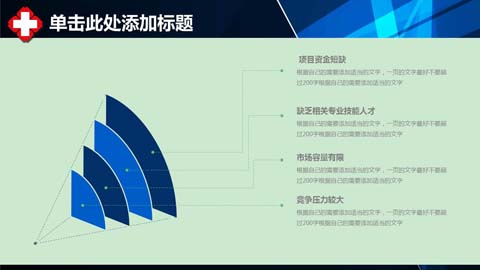 单击此处添加标题
项目资金短缺
根据自己的需要添加适当的文字，一页的文字最好不要超
过200字根据自己的需要添加适当的文字
缺乏相关专业技能人才
根据自己的需要添加适当的文字，一页的文字最好不要超
过200字根据自己的需要添加适当的文字
市场容量有限
根据自己的需要添加适当的文字，一页的文字最好不要超
过200字根据自己的需要添加适当的文字
竞争压力较大
根据自己的需要添加适当的文字，一页的文字最好不要超
过200字根据自己的需要添加适当的文字